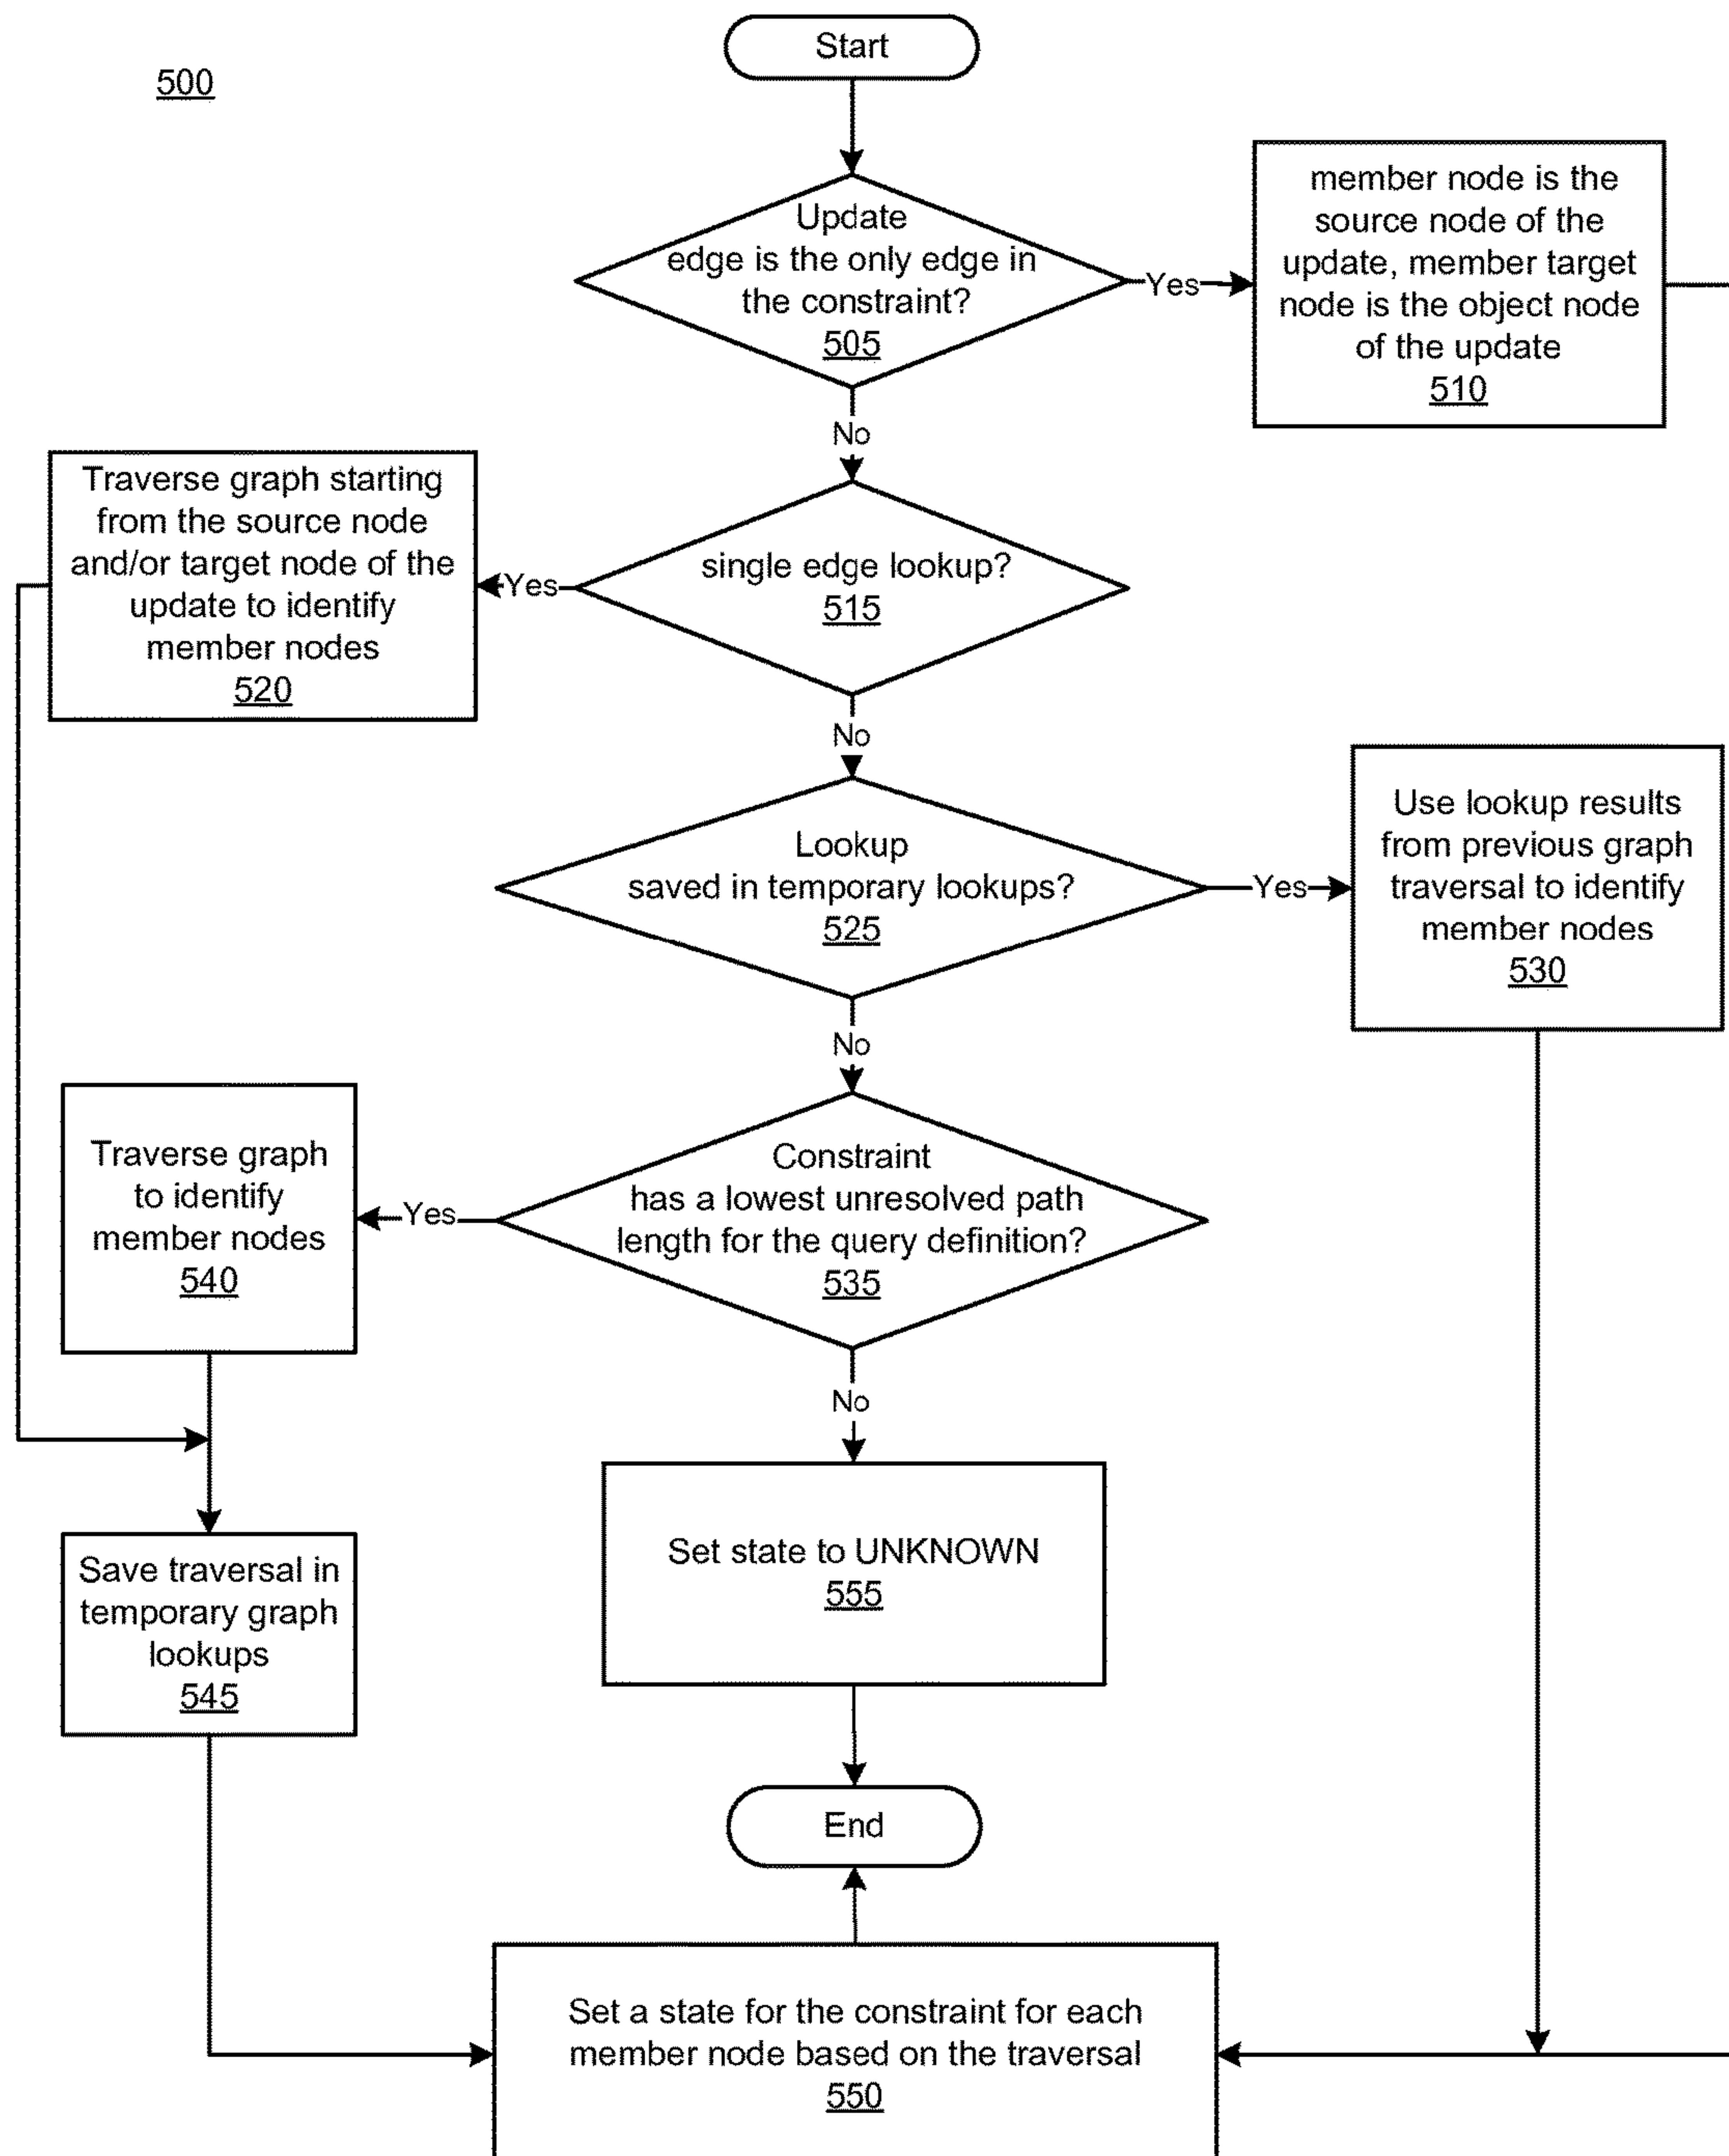 Start
500
Update
edge is the only edge in
the constraint?
505
Yes
member node is the
source node of the
update, member target
node is the object node
of the update
510
No
Traverse graph starting
from the source node
and/or target node of the
update to identify
member nodes
520
Yes
single edge lookup?
515
No
Lookup
saved in temporary lookups?
525
Yes
Use lookup results
from previous graph
traversal to identify
member nodes
530
No
Traverse graph
to identify
member nodes
540
Yes
Constraint
has a lowest unresolved path
length for the query definition?
535
No
Save traversal in
temporary graph
lookups
545
Set state to UNKNOWN
555
End
Set a state for the constraint for each
member node based on the traversal
550